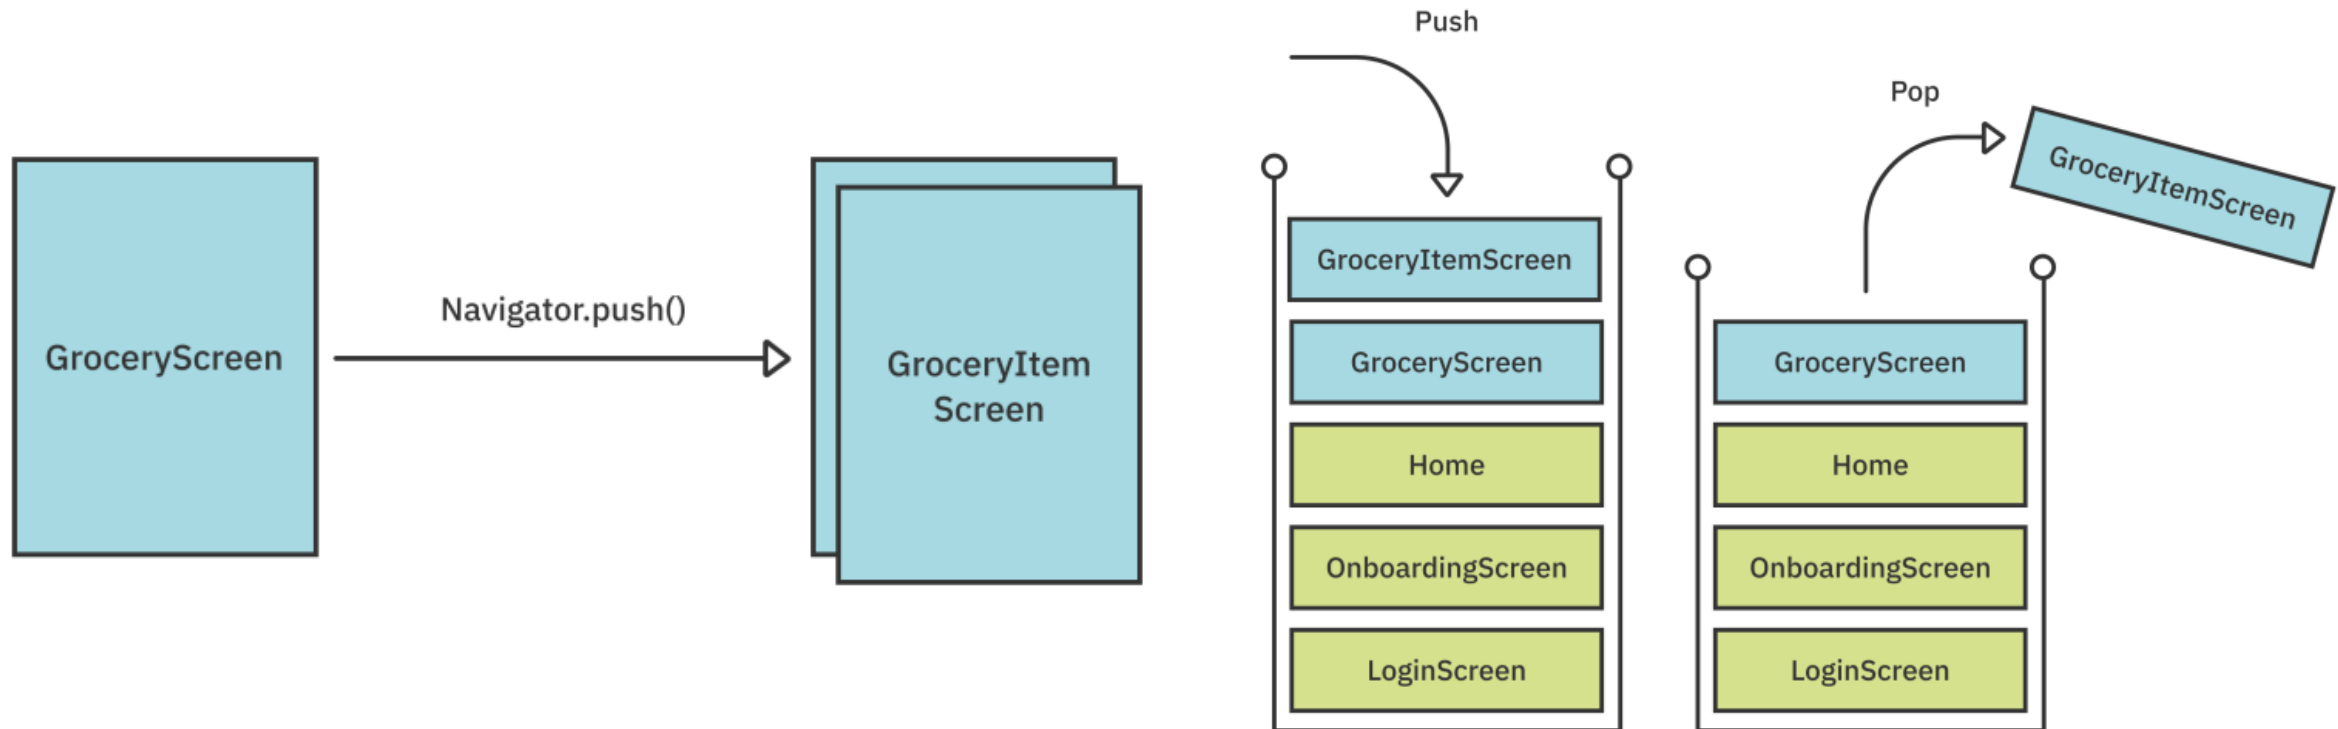 GroceryScreen
Navigator.push()
GroceryItem
Screen
Push
GroceryItemScreen
GroceryScreen
Home
OnboardingScreen
LoginScreen
Pop
GroceryItemScreen
GroceryScreen
Home
OnboardingScreen
LoginScreen